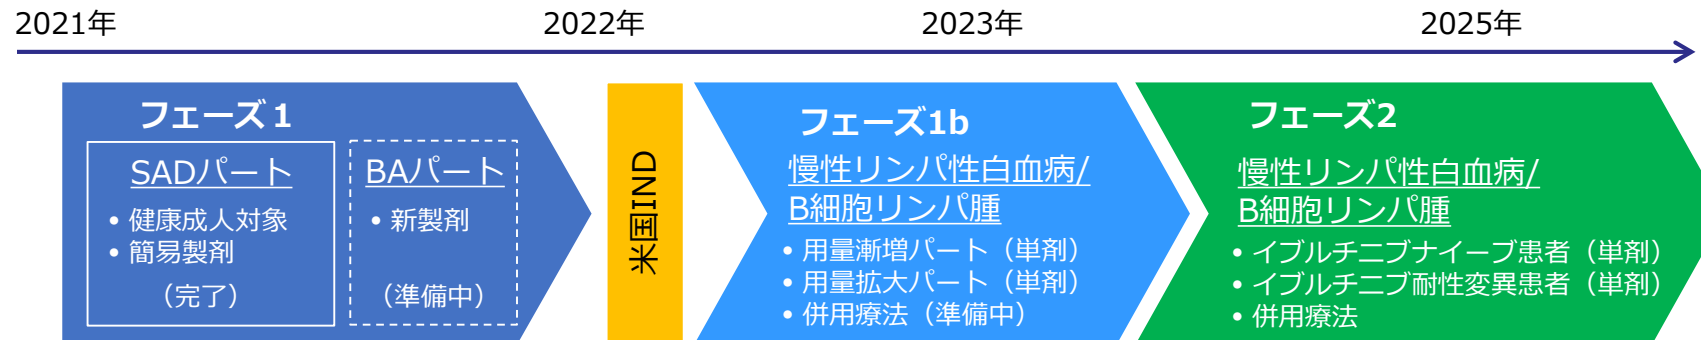 2021年
2022年
2023年
2025年
フェーズ1
SADパート
• 健康成人対象
• 簡易製剤
（完了）
BAパート
• 新製剤
（準備中）
米国IND
フェーズ1b
慢性リンパ性白血病/
B細胞リンパ腫
• 用量漸増パート（単剤）
• 用量拡大パート（単剤）
• 併用療法（準備中）
フェーズ2
慢性リンパ性白血病/
B細胞リンパ腫
• イブルチニブナイーブ患者（単剤）
• イブルチニブ耐性変異患者（単剤）
• 併用療法